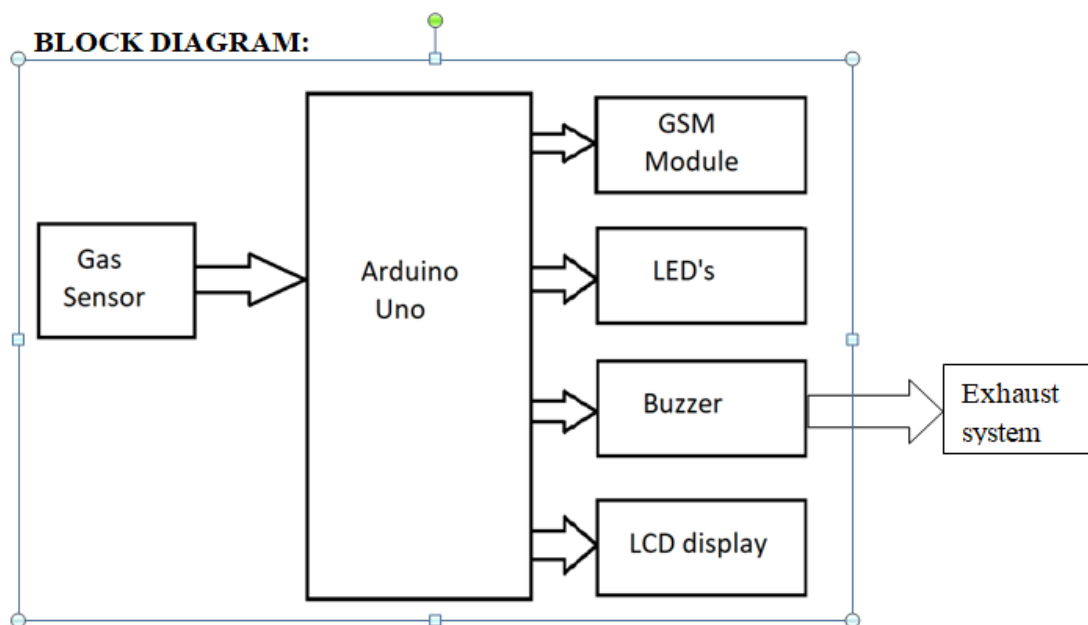 BLOCK DIAGRAM:
GSM
Module
Gas
Sensor
Arduino
Uno
LED's
Buzzer
Exhaust
system
LCD display